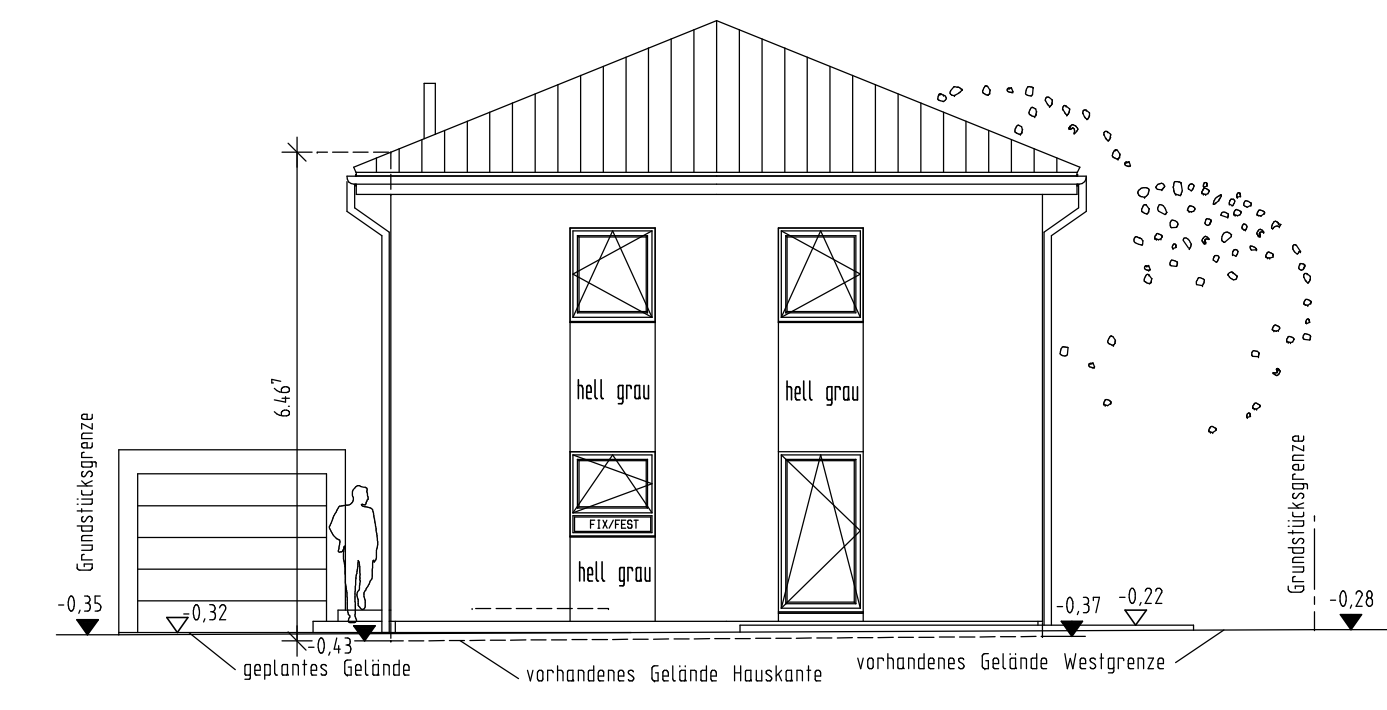 6.46⁷
hell grau
hell grau
Grundstücksgrenze
Grundstücksgrenze
FIX/FEST
hell grau
-0,35
-0,32
-0,37
-0,22
-0,28
-0,43
geplantes Gelände
vorhandenes Gelände Hauskante
vorhandenes Gelände Westgrenze